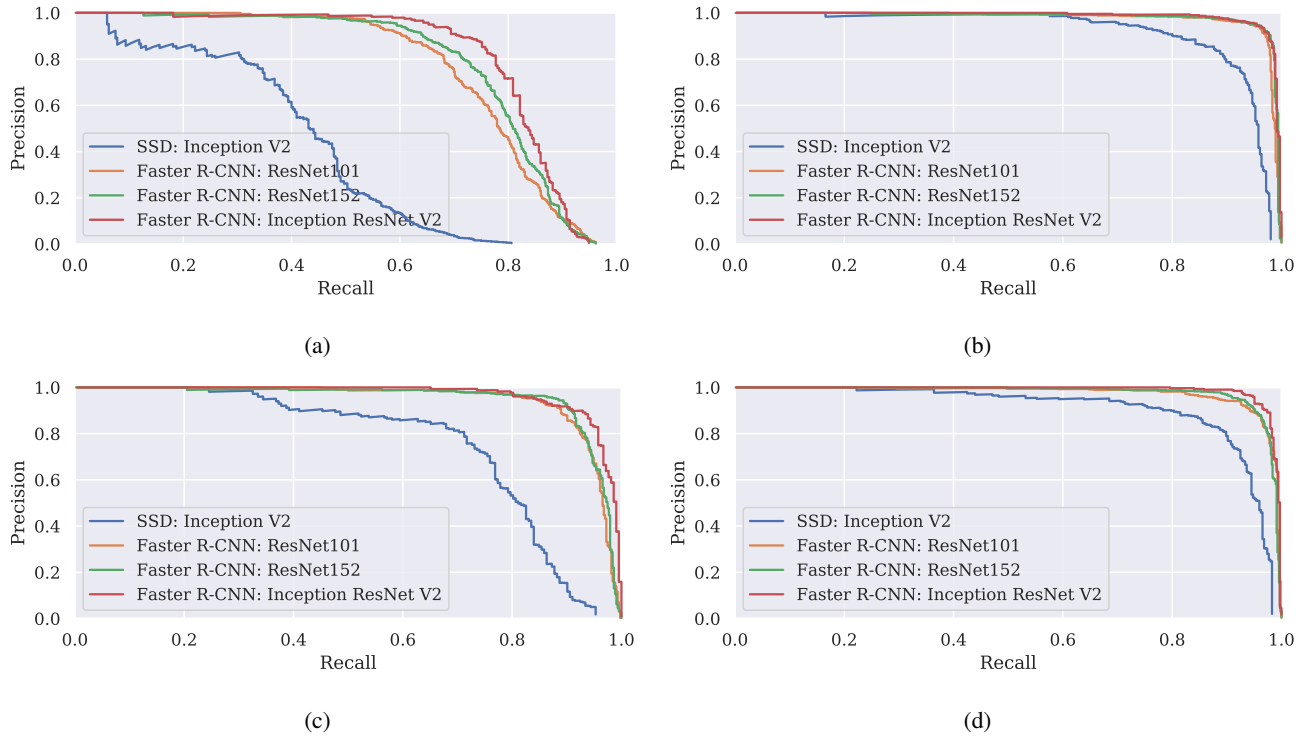 1.0
0.8
0.6
0.4
0.2
0.0
Precision
SSD: Inception V2
Faster R-CNN: ResNet101
Faster R-CNN: ResNet152
Faster R-CNN: Inception ResNet V2
0.0 0.2 0.4 0.6 0.8 1.0
Recall
(a)
1.0
0.8
0.6
0.4
0.2
0.0
Precision
SSD: Inception V2
Faster R-CNN: ResNet101
Faster R-CNN: ResNet152
Faster R-CNN: Inception ResNet V2
0.0 0.2 0.4 0.6 0.8 1.0
Recall
(b)
1.0
0.8
0.6
0.4
0.2
0.0
Precision
SSD: Inception V2
Faster R-CNN: ResNet101
Faster R-CNN: ResNet152
Faster R-CNN: Inception ResNet V2
0.0 0.2 0.4 0.6 0.8 1.0
Recall
(c)
1.0
0.8
0.6
0.4
0.2
0.0
Precision
SSD: Inception V2
Faster R-CNN: ResNet101
Faster R-CNN: ResNet152
Faster R-CNN: Inception ResNet V2
0.0 0.2 0.4 0.6 0.8 1.0
Recall
(d)